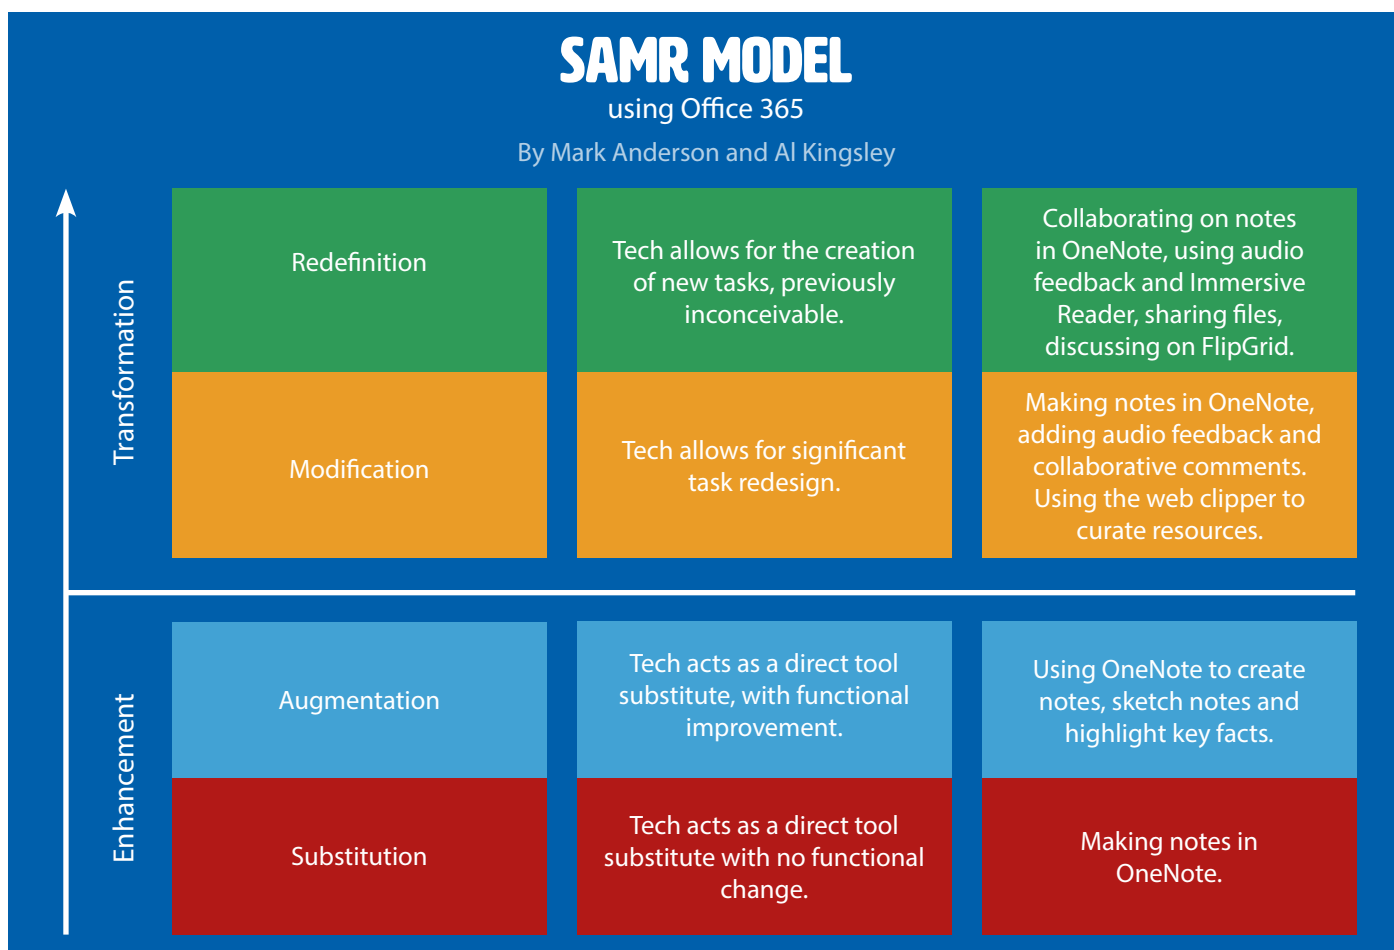 SAMR MODEL
using Office 365
By Mark Anderson and Al Kingsley
Transformation
Redefinition
Tech allows for the creation
of new tasks, previously
inconceivable.
Collaborating on notes
in OneNote, using audio
feedback and Immersive
Reader, sharing files,
discussing on FlipGrid.
Modification
Tech allows for significant
task redesign.
Making notes in OneNote,
adding audio feedback and
collaborative comments.
Using the web clipper to
curate resources.
Enhancement
Augmentation
Tech acts as a direct tool
substitute, with functional
improvement.
Using OneNote to create
notes, sketch notes and
highlight key facts.
Substitution
Tech acts as a direct tool
substitute with no functional
change.
Making notes in
OneNote.